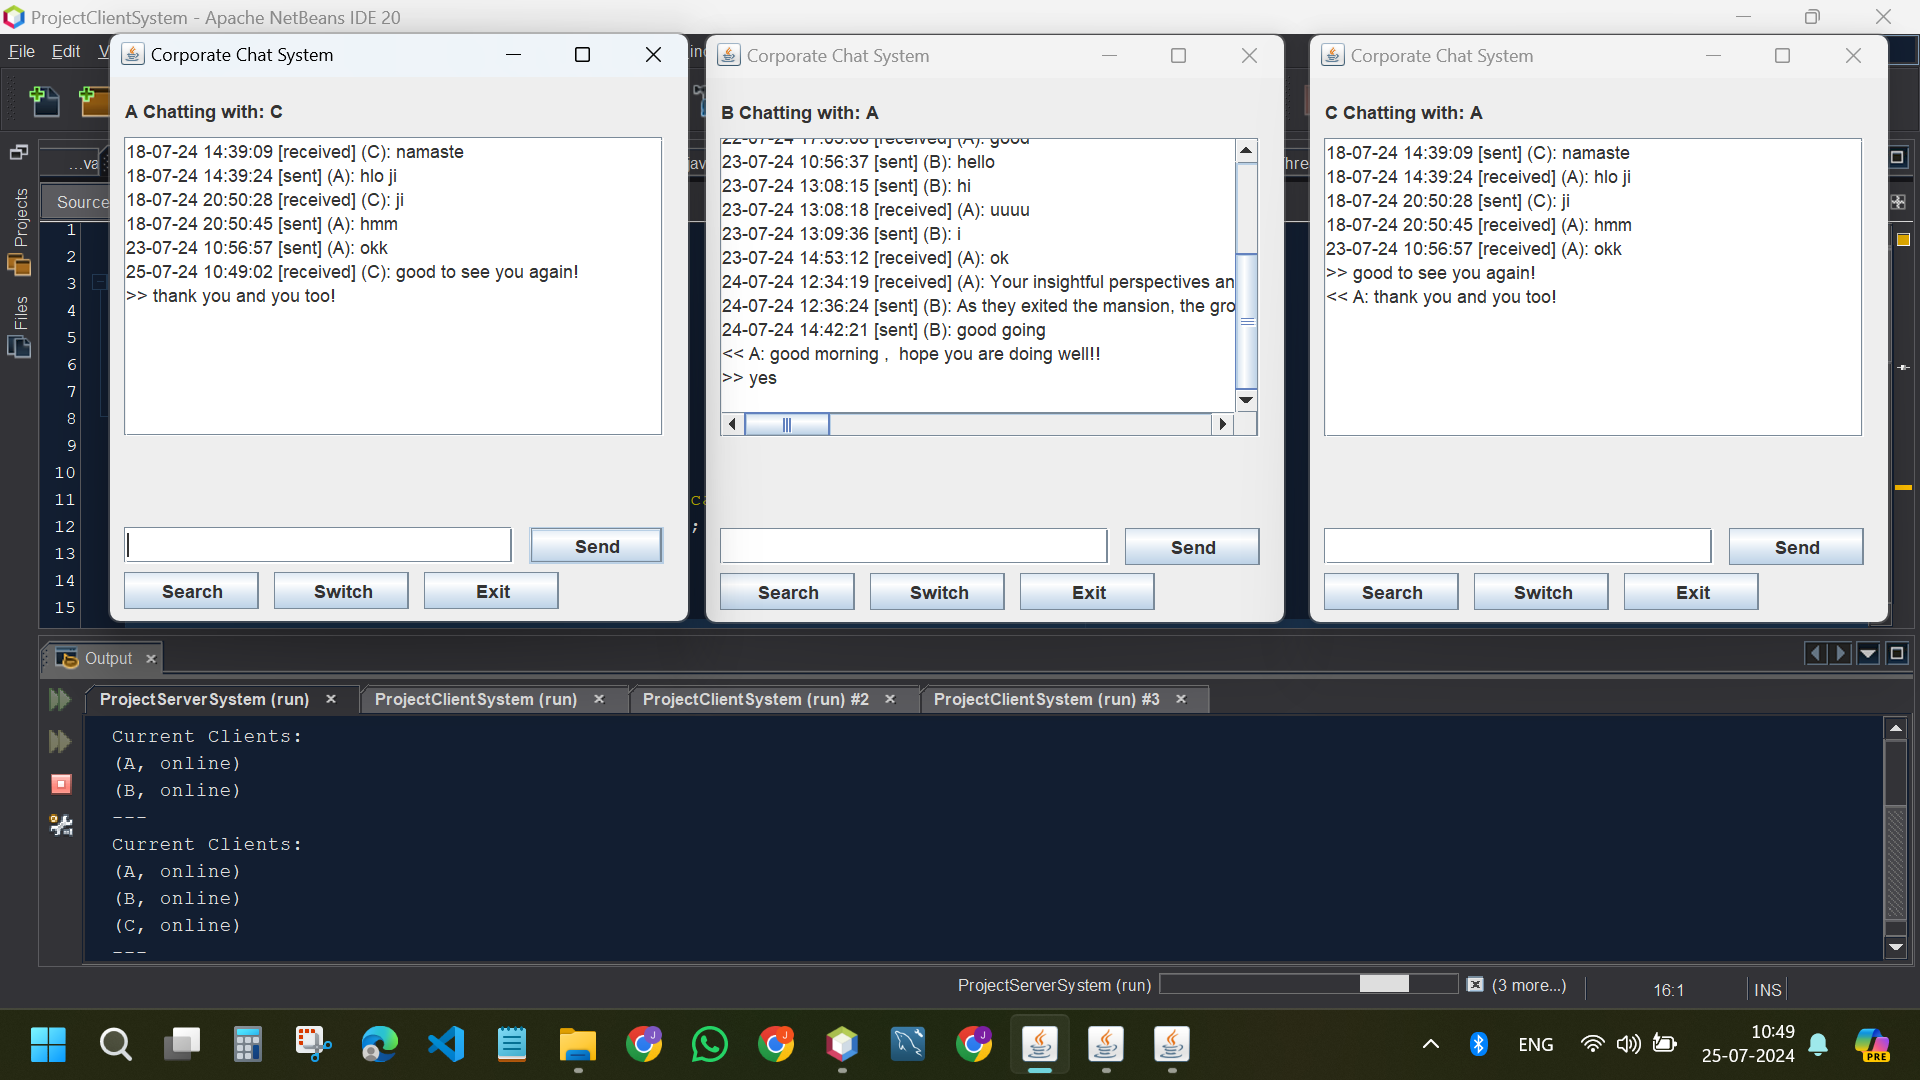 ProjectClientSystem - Apache NetBeans IDE 20
File Edit V
Corporate Chat System
A Chatting with: C
18-07-24 14:39:09 [received] (C): namaste
18-07-24 14:39:24 [sent] (A): hlo ji
18-07-24 20:50:28 [received] (C): ji
18-07-24 20:50:45 [sent] (A): hmm
23-07-24 10:56:57 [sent] (A): okk
25-07-24 10:49:02 [received] (C): good to see you again!
>> thank you and you too!
Send
Search Switch Exit
Corporate Chat System
B Chatting with: A
23-07-24 10:56:37 [sent] (B): hello
23-07-24 13:08:15 [sent] (B): hi
23-07-24 13:08:18 [received] (A): uuuu
23-07-24 13:09:36 [sent] (B): i
23-07-24 14:53:12 [received] (A): ok
24-07-24 12:34:19 [received] (A): Your insightful perspectives an
24-07-24 12:36:24 [sent] (B): As they exited the mansion, the gro
24-07-24 14:42:21 [sent] (B): good going
<< A: good morning , hope you are doing well!!
>> yes
Send
Search Switch Exit
Corporate Chat System
C Chatting with: A
18-07-24 14:39:09 [sent] (C): namaste
18-07-24 14:39:24 [received] (A): hlo ji
18-07-24 20:50:28 [sent] (C): ji
18-07-24 20:50:45 [received] (A): hmm
23-07-24 10:56:57 [received] (A): okk
>> good to see you again!
<< A: thank you and you too!
Send
Search Switch Exit
Projects
Files
...va
Source
1
2
3
4
5
6
7
8
9
10
11
12
13
14
15
Output
ProjectServerSystem (run) ProjectClientSystem (run) ProjectClientSystem (run) #2 ProjectClientSystem (run) #3
Current Clients:
(A, online)
(B, online)
---
Current Clients:
(A, online)
(B, online)
(C, online)
---
ProjectServerSystem (run) (3 more...) 16:1 INS
ENG 10:49
25-07-2024
PRE